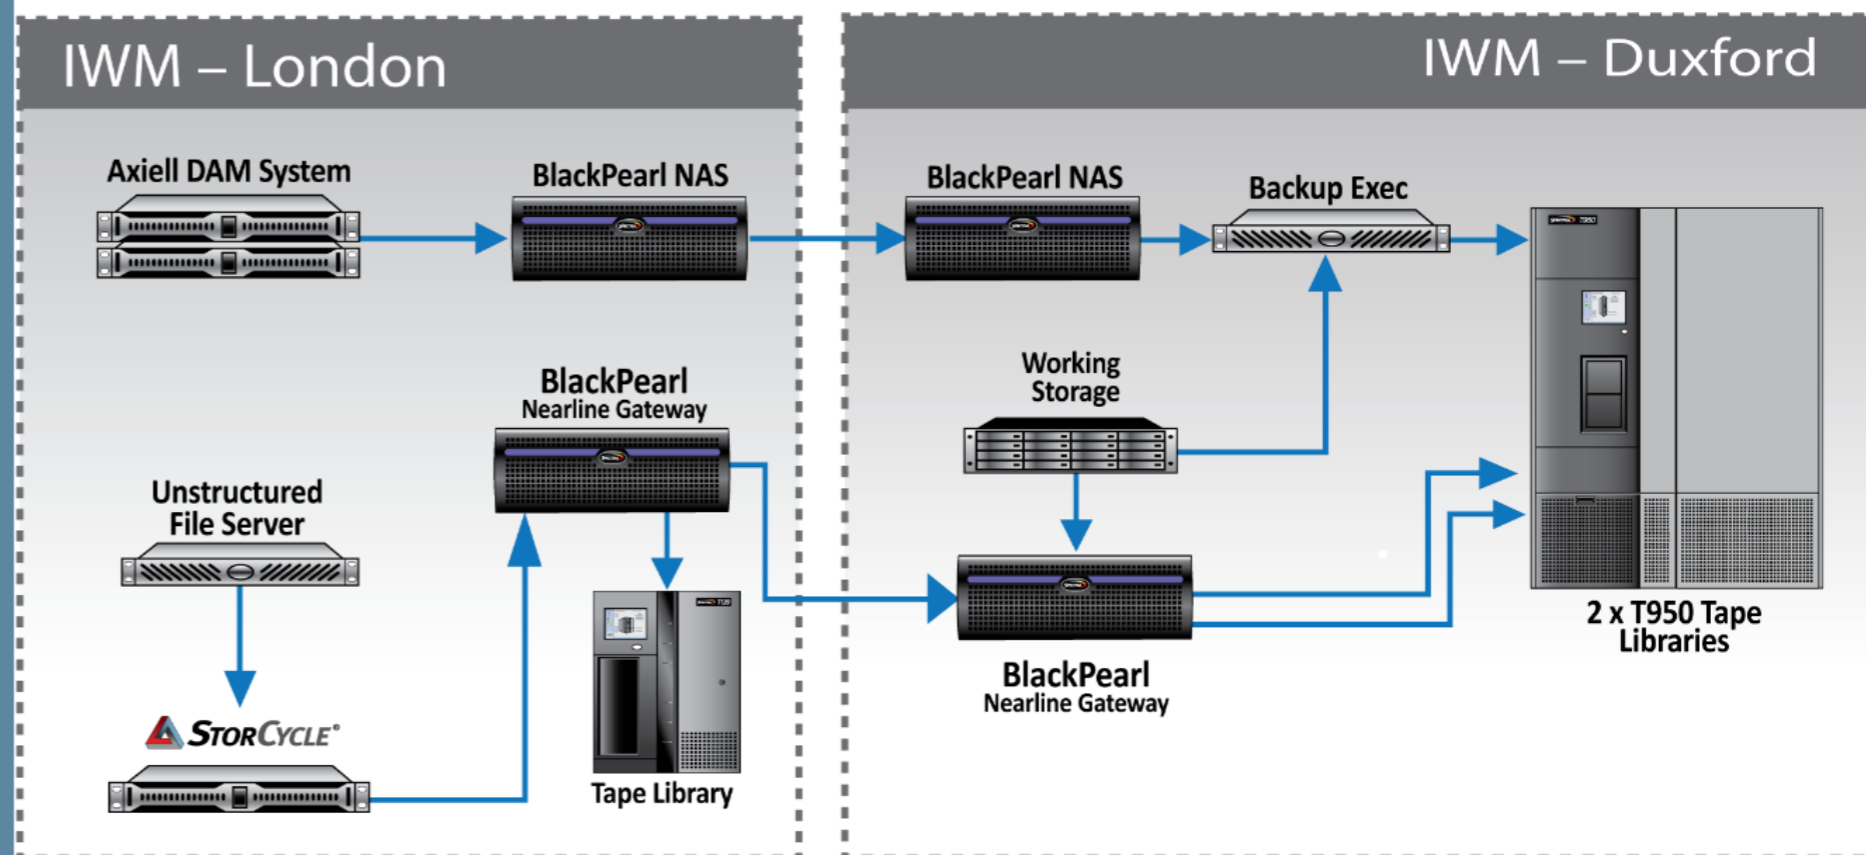 IWM – London
IWM – Duxford
Axiell DAM System
BlackPearl NAS
BlackPearl NAS
Backup Exec
BlackPearl
Nearline Gateway
Working
Storage
Unstructured
File Server
STORCYCLE®
Tape Library
BlackPearl
Nearline Gateway
2 x T950 Tape
Libraries